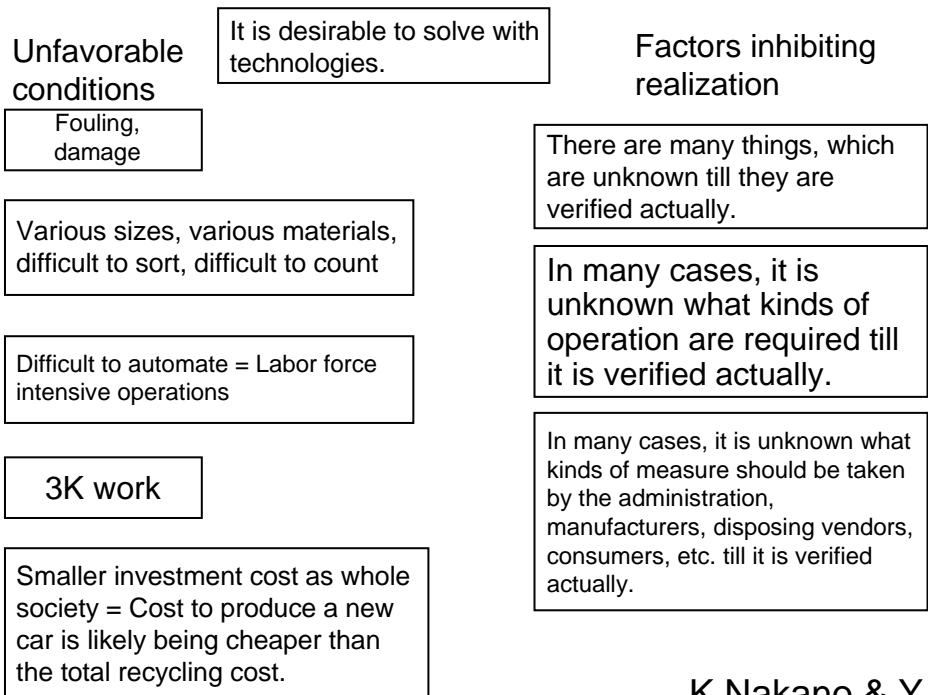 Unfavorable
conditions
It is desirable to solve with
technologies.
Fouling,
damage
Various sizes, various materials,
difficult to sort, difficult to count
Difficult to automate = Labor force
intensive operations
3K work
Smaller investment cost as whole
society = Cost to produce a new
car is likely being cheaper than
the total recycling cost.
Factors inhibiting
realization
There are many things, which
are unknown till they are
verified actually.
In many cases, it is
unknown what kinds of
operation are required till
it is verified actually.
In many cases, it is unknown what
kinds of measure should be taken
by the administration,
manufacturers, disposing vendors,
consumers, etc. till it is verified
actually.
K Nakano & Y